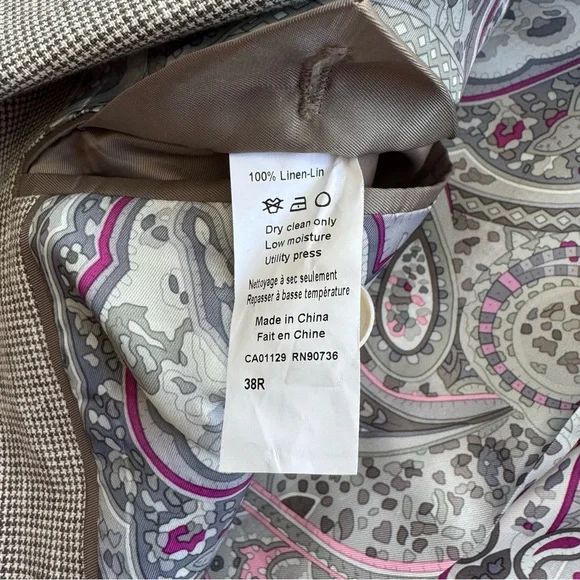 100% Linen-Lin
Dry clean only
Low moisture
Utility press
Nettoyage à sec seulement
Repasser à basse température
Made in China
Fait en Chine
CA01129 RN90736
38R